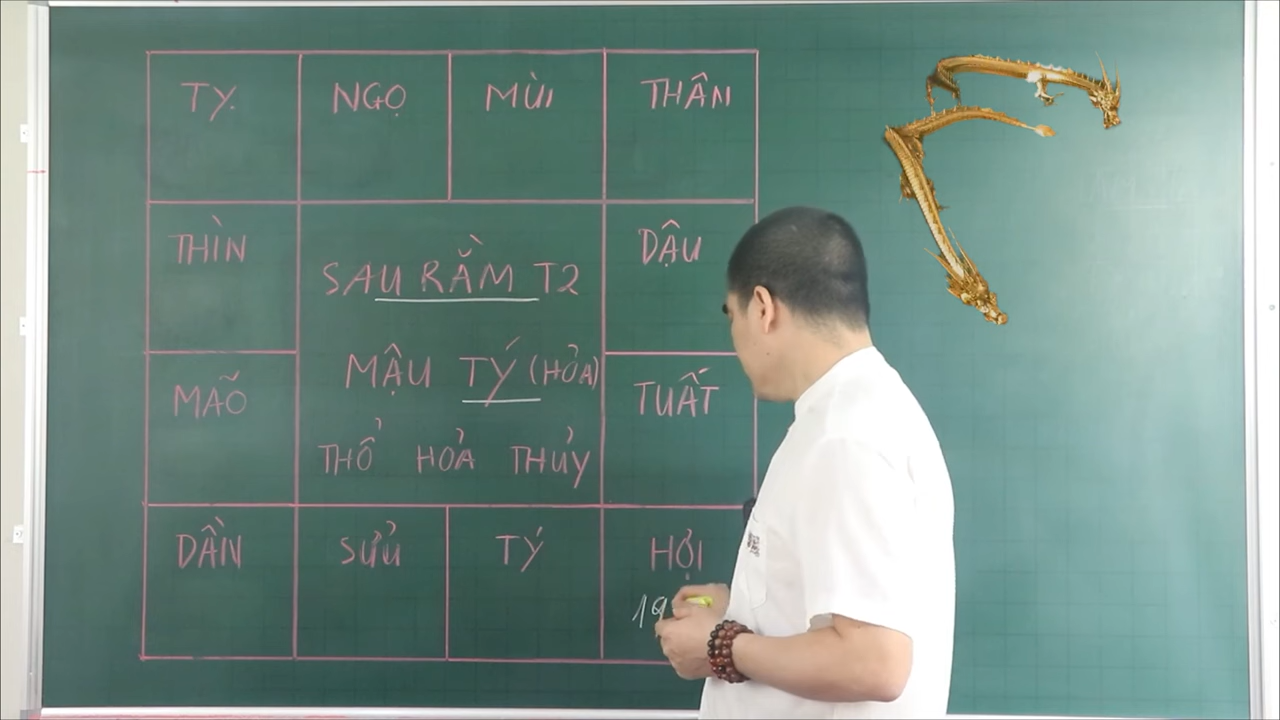 TỴ NGỌ MÙI THÂN
THÌN DẬU
SAU RẰM T2
MẬU TÝ (HỎA)
MÃO TUẤT
THỔ HỎA THỦY
DẦN SỬU TÝ HỢI